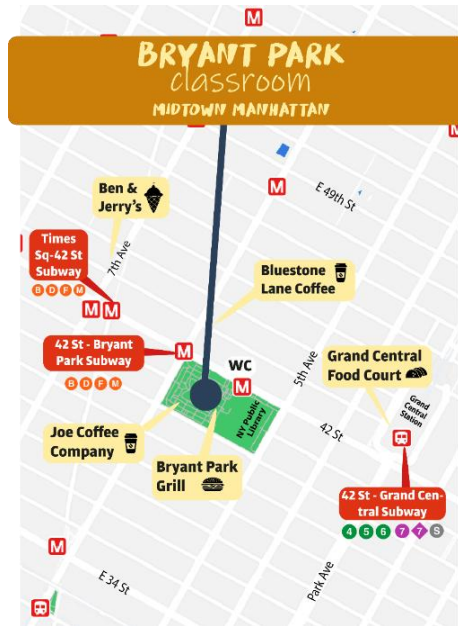 M
BRYANT PARK
classroom
MIDTOWN MANHATTAN
M
M
E 49th St
Ben &
Jerry's
7th Ave
Times
Sq-42 St
Subway
B D F M
M M
Bluestone
Lane Coffee
42 St - Bryant
Park Subway
B D F M
M
WC
M
5th Ave
Grand Central
Food Court
Grand
Central
Station
NY Public
Library
42 St
Joe Coffee
Company
Bryant Park
Grill
42 St - Grand Cen-
tral Subway
4 5 6 7 7 S
M
E 34 St
Park Ave